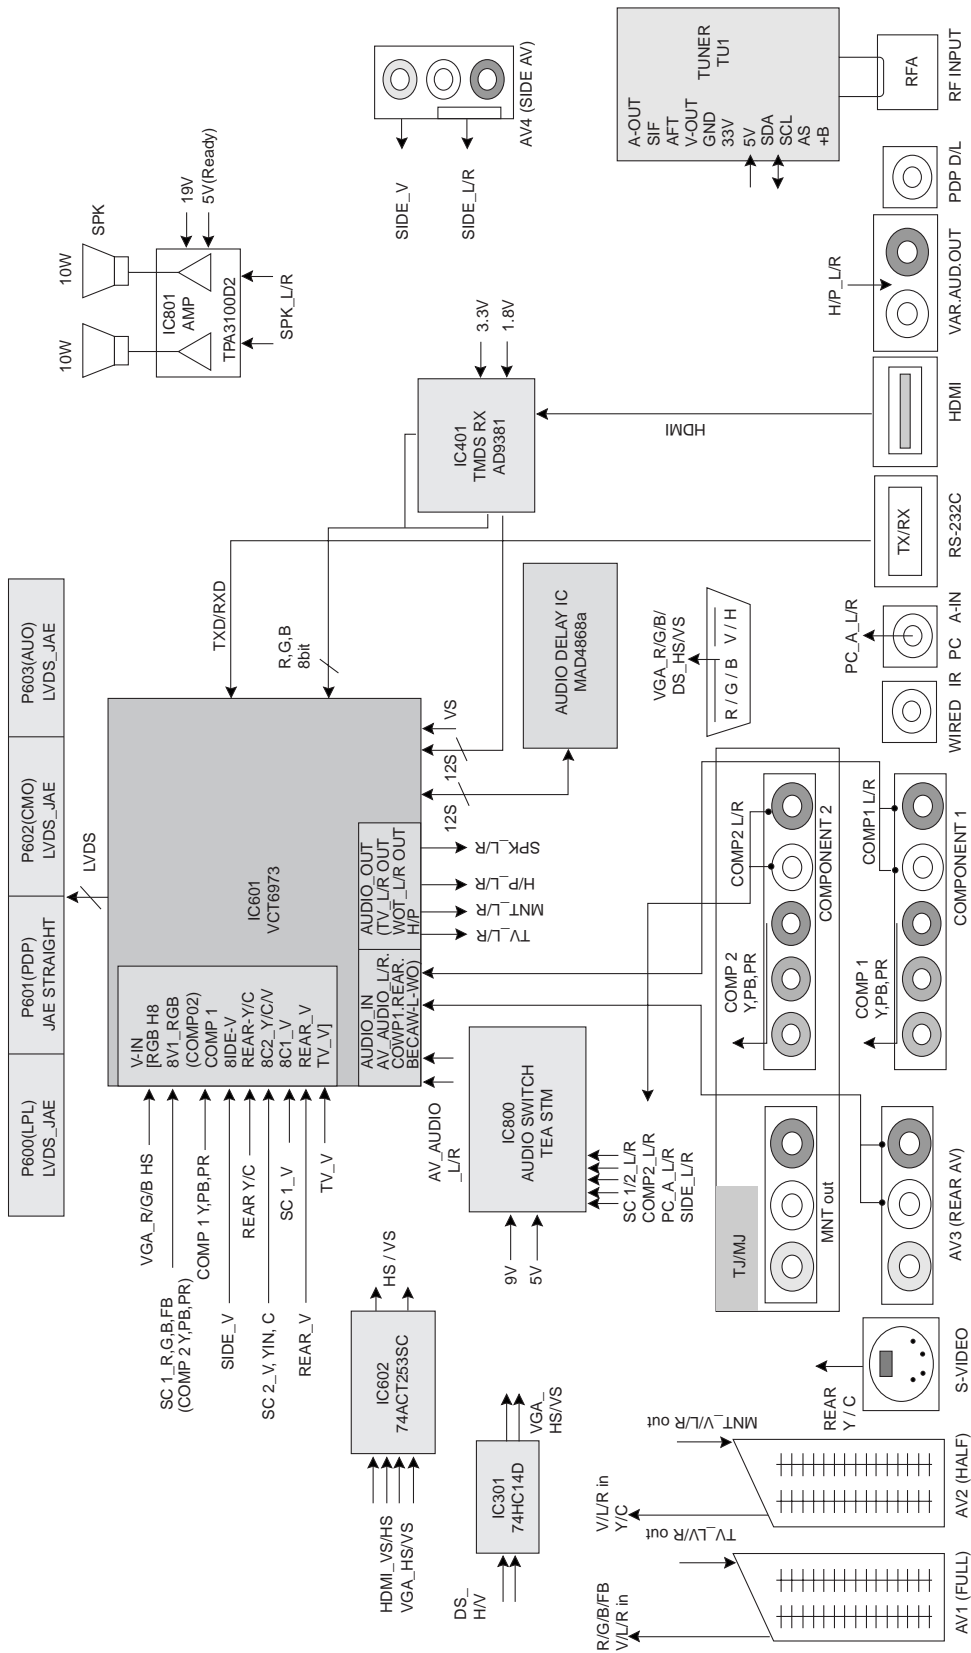 P600(LPL)
LVDS_JAE
P601(PDP)
JAE STRAIGHT
P602(CMO)
LVDS_JAE
P603(AUO)
LVDS_JAE
LVDS
IC601
VCT6973
V-IN
[RGB H8
8V1_RGB
(COMP02)
COMP 1
8IDE-V
REAR-Y/C
8C2_Y/C/V
8C1_V
REAR_V
TV_V]
AUDIO_IN
AV_AUDIO_L/R.
COWP1.REAR.
BECAW-L-WO)
AUDIO_OUT
(TV_L/R OUT
WOT_L/R OUT
H/P
VGA_R/G/B HS
SC 1_R,G,B,FB
(COMP 2 Y,PB,PR)
COMP 1 Y,PB,PR
SIDE_V
REAR Y/C
SC 2_V, YIN, C
SC 1_V
REAR_V
TV_V
TXD/RXD
R,G,B
8bit
VS
12S
12S
TV_L/R
MNT_L/R
H/P_L/R
SPK_L/R
AV_AUDIO
_L/R
10W
10W
SPK
IC801
AMP
TPA3100D2
19V
5V(Ready)
SPK_L/R
IC602
74ACT253SC
HS / VS
HDMI_VS/HS
VGA_HS/VS
IC301
74HC14D
DS_
H/V
VGA_
HS/VS
IC800
AUDIO SWITCH
TEA STM
9V
5V
SC 1/2_L/R
COMP2_L/R
PC_A_L/R
SIDE_L/R
AUDIO DELAY IC
MAD4868a
IC401
TMDS RX
AD9381
3.3V
1.8V
HDMI
SIDE_V
SIDE_L/R
AV4 (SIDE AV)
TUNER
TU1
A-OUT
SIF
AFT
V-OUT
GND
33V
5V
SDA
SCL
AS
+B
RFA
RF INPUT
R/G/B/FB
V/L/R in
TV_LV/R out
AV1 (FULL)
V/L/R in
Y/C
MNT_V/L/R out
AV2 (HALF)
REAR
Y / C
S-VIDEO
TJ/MJ
MNT out
AV3 (REAR AV)
COMP 2
Y,PB,PR
COMP2 L/R
COMPONENT 2
COMP 1
Y,PB,PR
COMP1 L/R
COMPONENT 1
VGA_R/G/B/
DS_HS/VS
R / G / B
V / H
WIRED IR
PC_A_L/R
PC A-IN
TX/RX
RS-232C
HDMI
H/P_L/R
VAR.AUD.OUT
PDP D/L